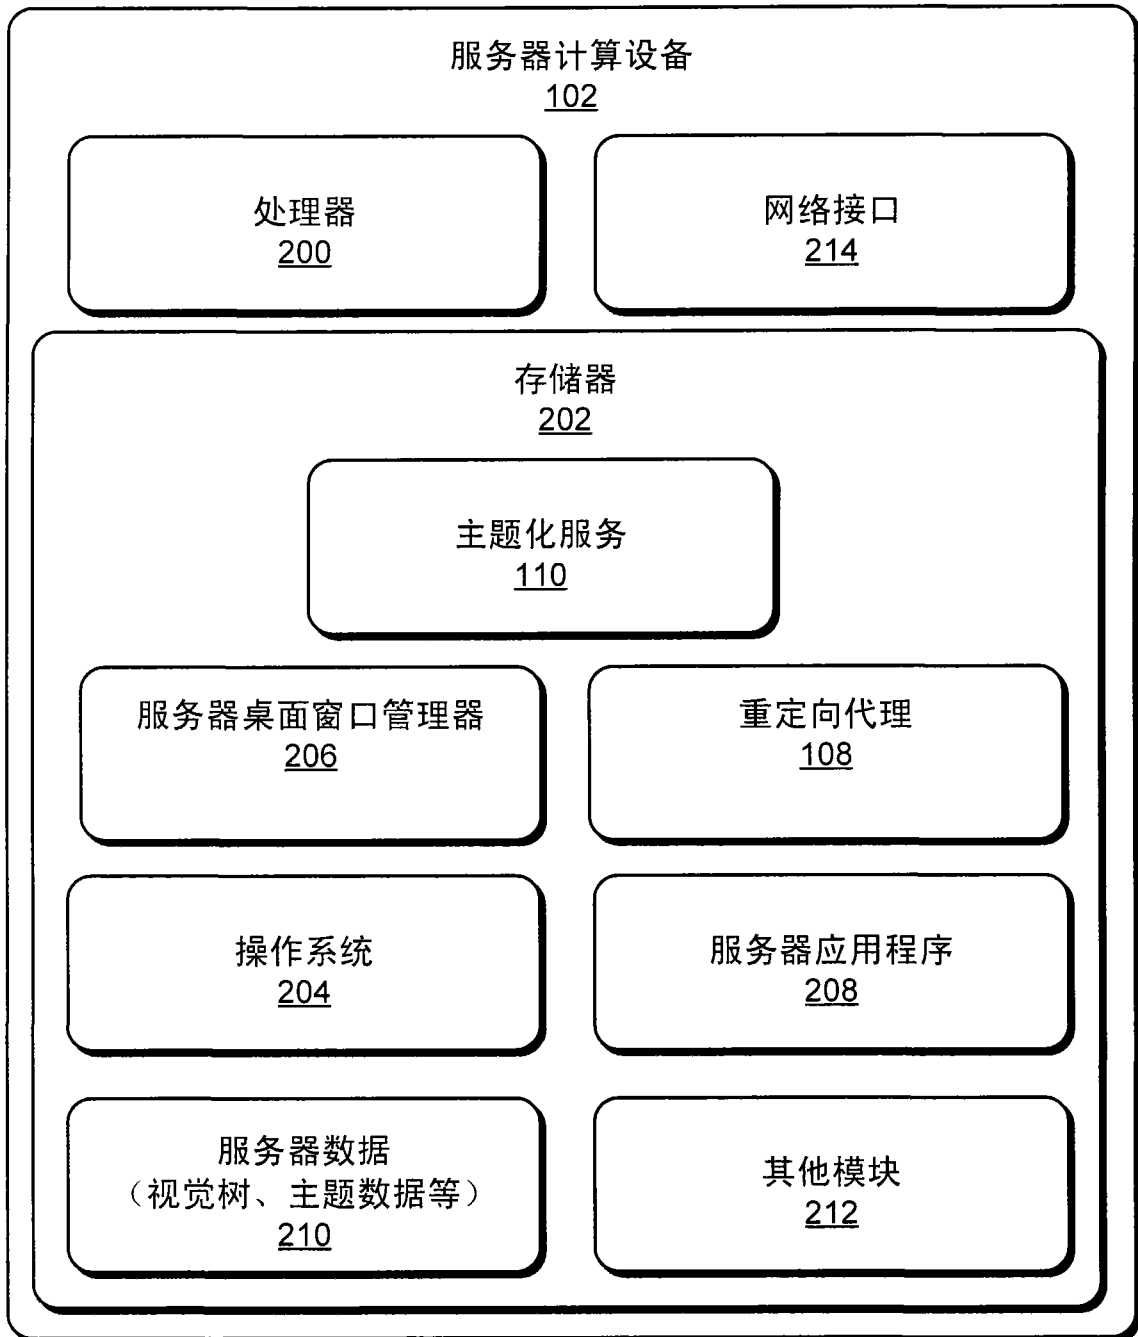 服务器计算设备
102
处理器
200
网络接口
214
存储器
202
主题化服务
110
服务器桌面窗口管理器
206
重定向代理
108
操作系统
204
服务器应用程序
208
服务器数据
（视觉树、主题数据等）
210
其他模块
212